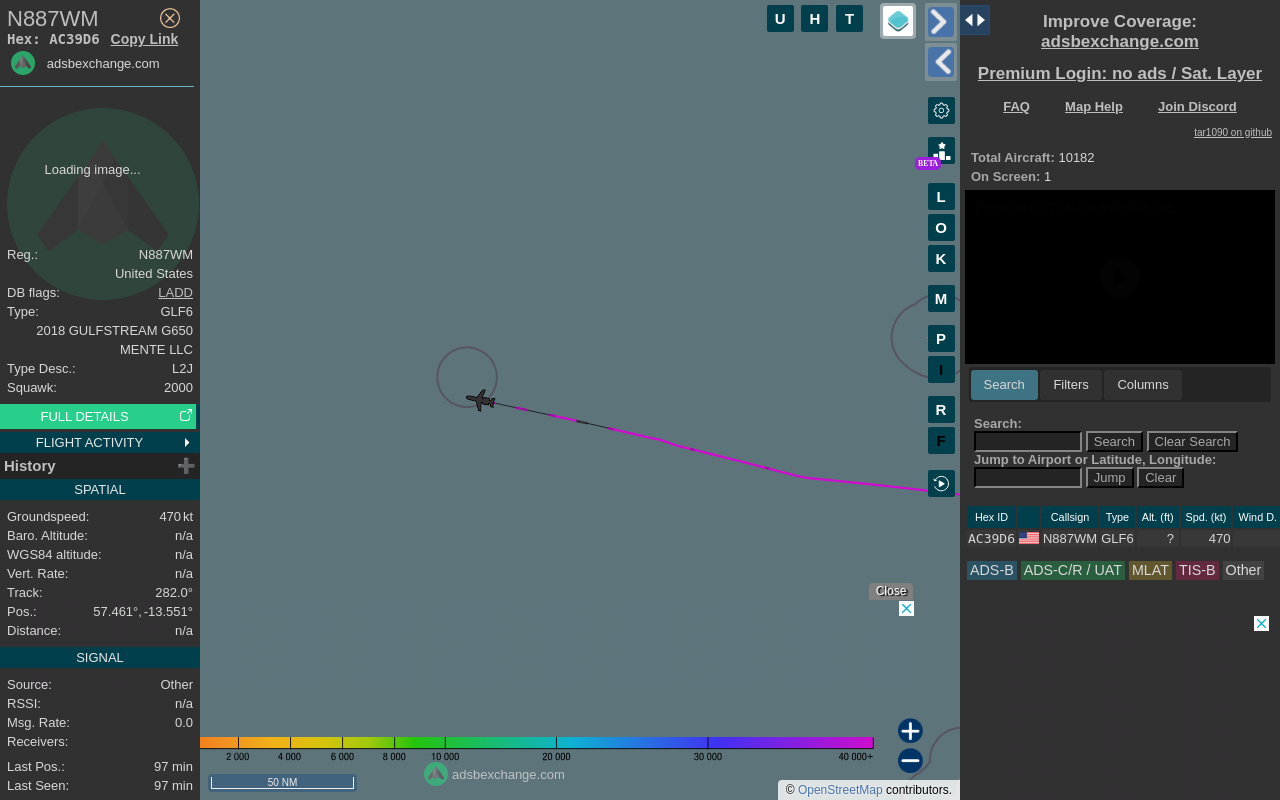 N887WM
Hex: AC39D6 Copy Link
adsbexchange.com
Loading image...
Reg.: N887WM
United States
DB flags: LADD
Type: GLF6
2018 GULFSTREAM G650
MENTE LLC
Type Desc.: L2J
Squawk: 2000
FULL DETAILS
FLIGHT ACTIVITY
History
SPATIAL
Groundspeed: 470 kt
Baro. Altitude: n/a
WGS84 altitude: n/a
Vert. Rate: n/a
Track: 282.0°
Pos.: 57.461°, -13.551°
Distance: n/a
SIGNAL
Source: Other
RSSI: n/a
Msg. Rate: 0.0
Receivers:
Last Pos.: 97 min
Last Seen: 97 min
U H T
BETA
L
O
K
M
P
I
R
F
Close
2 000 4 000 6 000 8 000 10 000 20 000 30 000 40 000+
50 NM
adsbexchange.com
© OpenStreetMap contributors.
Improve Coverage:
adsbexchange.com
Premium Login: no ads / Sat. Layer
FAQ Map Help Join Discord
tar1090 on github
Total Aircraft: 10182
On Screen: 1
Search Filters Columns
Search:
Search Clear Search
Jump to Airport or Latitude, Longitude:
Jump Clear
Hex ID Callsign Type Alt. (ft) Spd. (kt) Wind D.
AC39D6 N887WM GLF6 ? 470
ADS-B ADS-C/R / UAT MLAT TIS-B Other